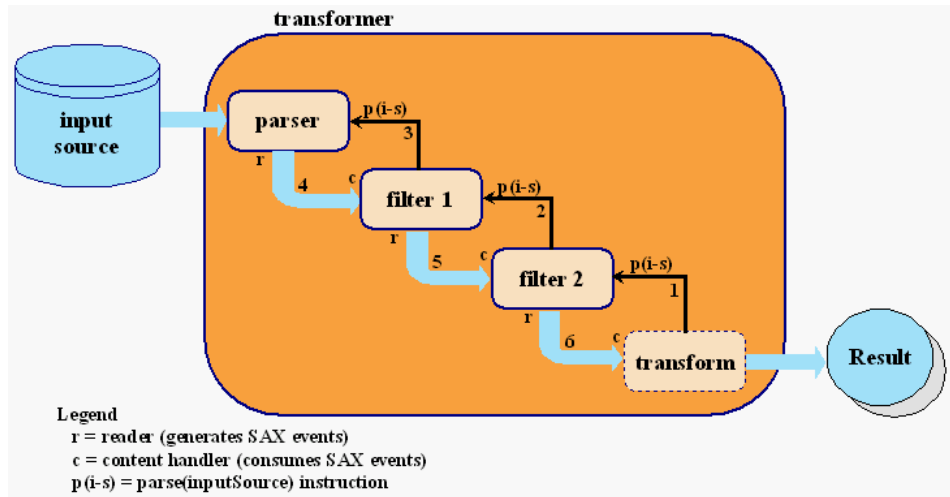 transformer
input
source
parser
p(i-s)
3
r
4
c
filter 1
p(i-s)
2
r
5
c
filter 2
p(i-s)
1
r
6
c
transform
Result
Legend
r = reader (generates SAX events)
c = content handler (consumes SAX events)
p(i-s) = parse(inputSource) instruction